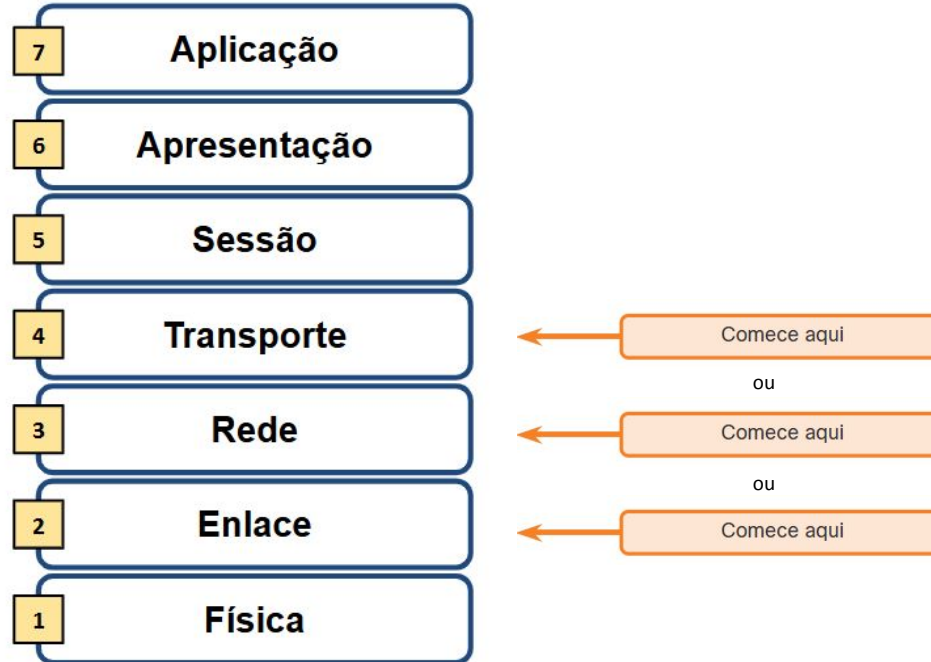 7 Aplicação
6 Apresentação
5 Sessão
4 Transporte Comece aqui
ou
3 Rede Comece aqui
ou
2 Enlace Comece aqui
1 Física